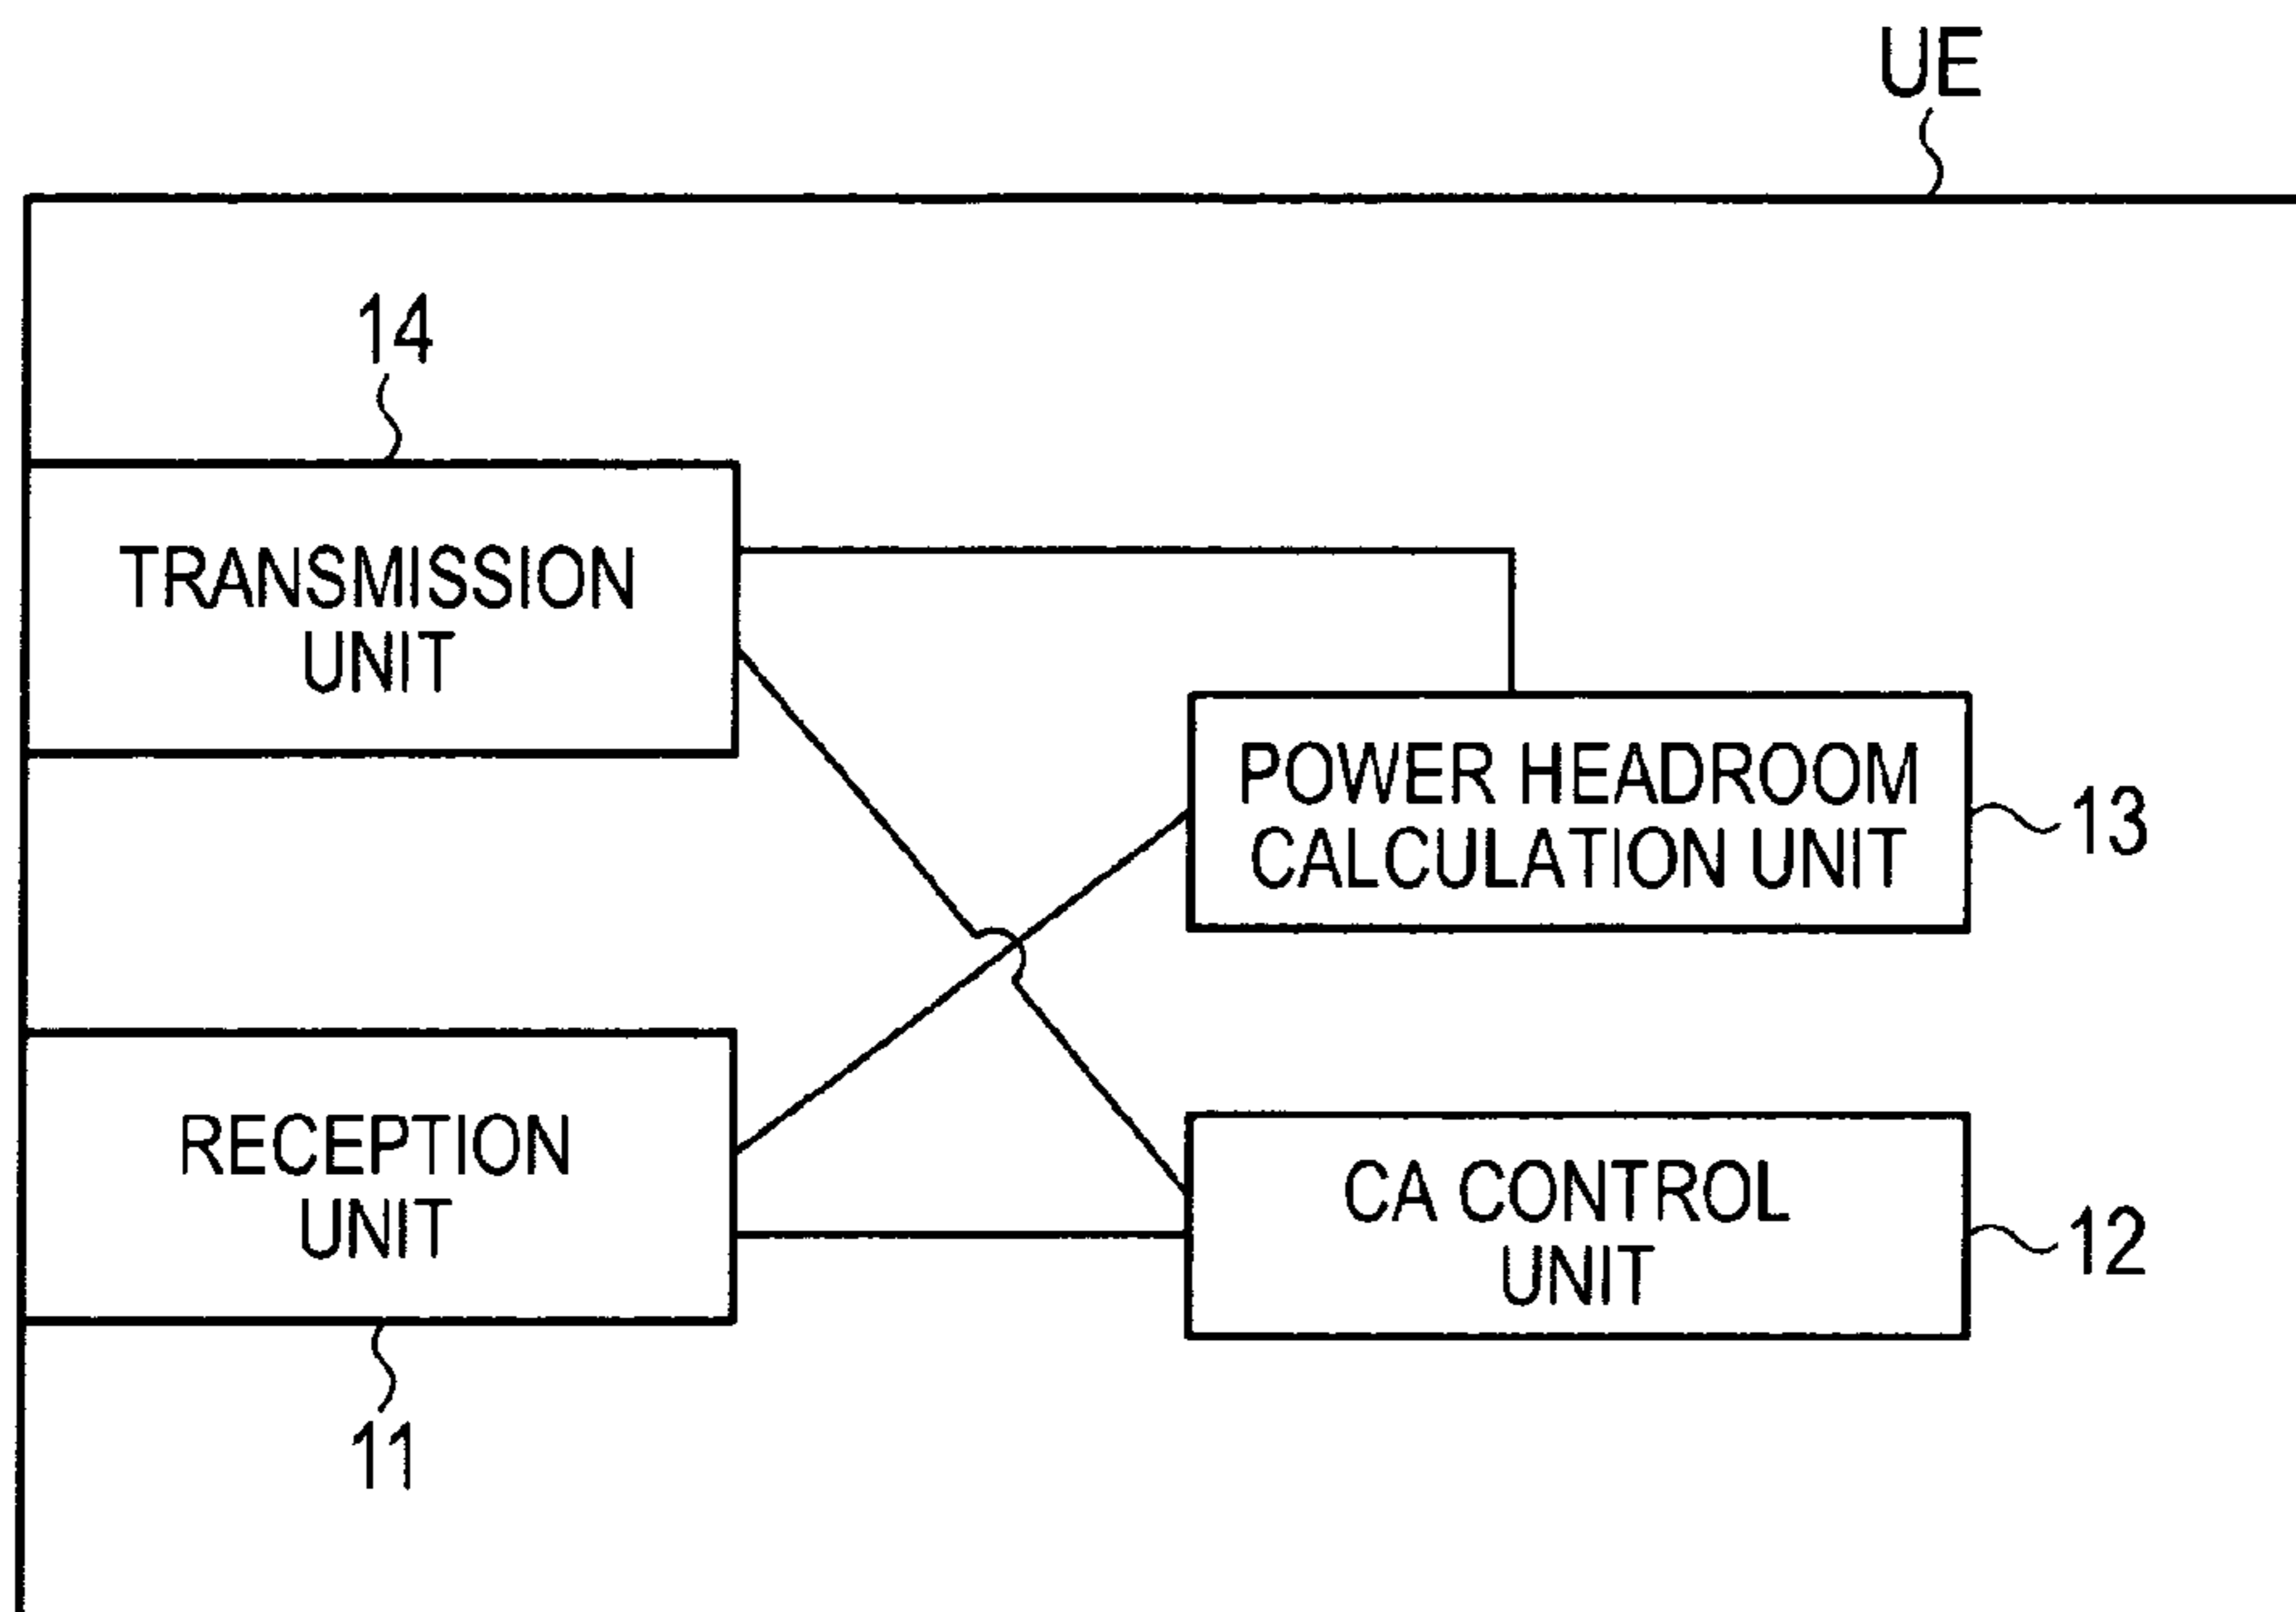 UE
14
TRANSMISSION
UNIT
POWER HEADROOM
CALCULATION UNIT
13
RECEPTION
UNIT
CA CONTROL
UNIT
12
11